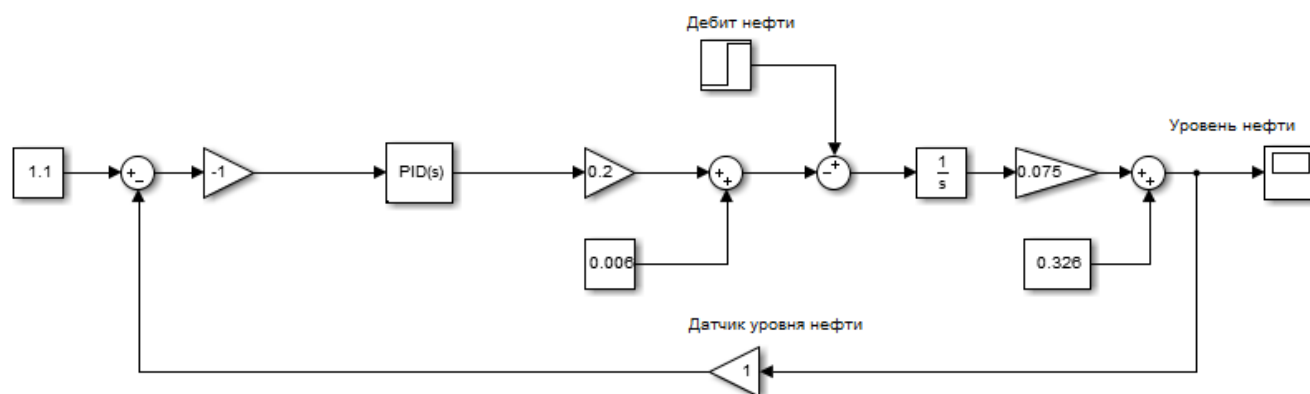 Дебит нефти
Уровень нефти
1.1
-1
PID(s)
0.2
1
s
0.075
0.006
0.326
Датчик уровня нефти
1